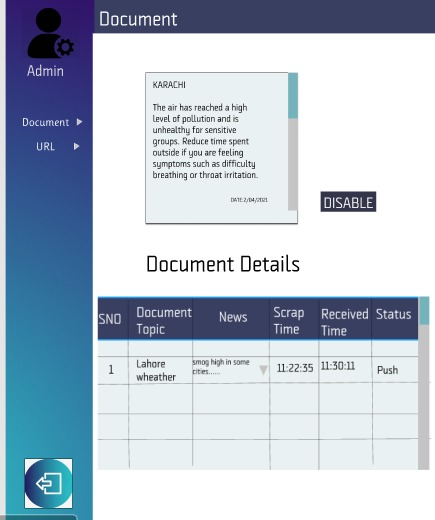 Document
Admin
Document
URL
KARACHI
The air has reached a high
level of pollution and is
unhealthy for sensitive
groups. Reduce time spent
outside if you are feeling
symptoms such as difficulty
breathing or throat irritation.
DATE:2/04/2021
DISABLE
Document Details
SNO Document Topic News Scrap Time Received Time Status
1 Lahore wheather smog high in some cities...... 11:22:35 11:30:11 Push